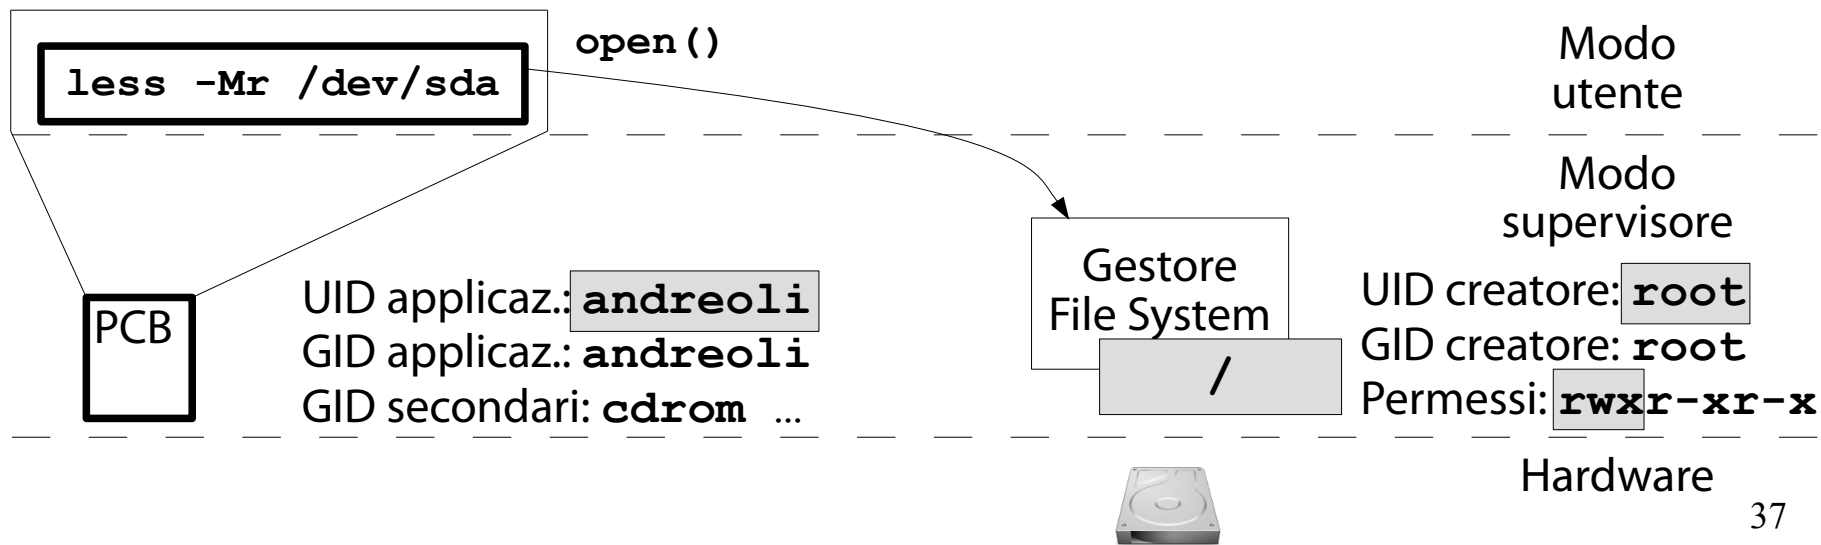 open()
less -Mr /dev/sda
Modo
utente
Modo
supervisore
PCB
UID applicaz.: andreoli
GID applicaz.: andreoli
GID secondari: cdrom ...
Gestore
File System
/
UID creatore: root
GID creatore: root
Permessi: rwxr-xr-x
Hardware
37